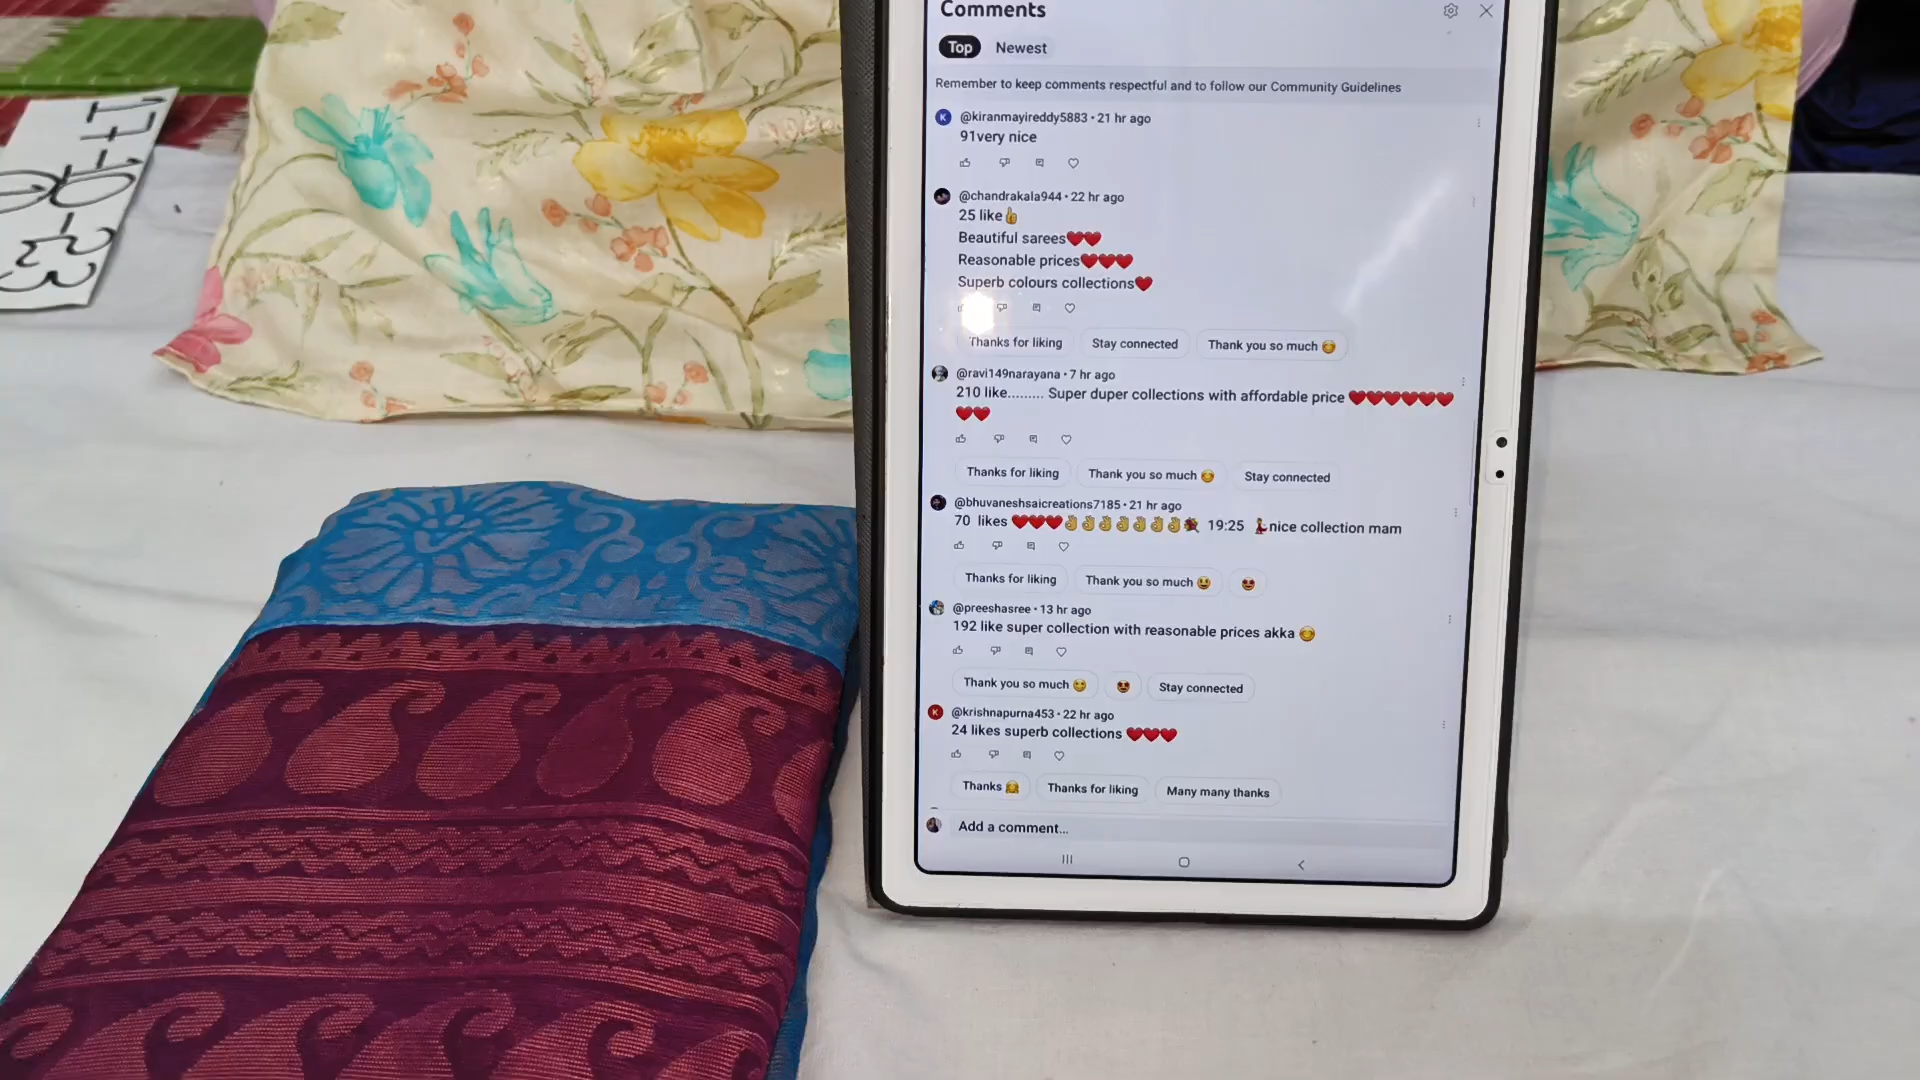 17-10-23
Comments
Top Newest
Remember to keep comments respectful and to follow our Community Guidelines
@kiranmayireddy5883 • 21 hr ago
91very nice
@chandrakala944 • 22 hr ago
25 like👍
Beautiful sarees❤️❤️
Reasonable prices❤️❤️❤️
Superb colours collections❤️
Thanks for liking Stay connected Thank you so much 😊
@ravi149narayana • 7 hr ago
210 like......... Super duper collections with affordable price ❤️❤️❤️❤️❤️❤️
❤️❤️
Thanks for liking Thank you so much 😊 Stay connected
@bhuvaneshsaicreations7185 • 21 hr ago
70 likes ❤️❤️❤️👌👌👌👌👌👌👌💐 19:25 💃nice collection mam
Thanks for liking Thank you so much 😀 😍
@preeshasree • 13 hr ago
192 like super collection with reasonable prices akka 😊
Thank you so much 😊 😍 Stay connected
K @krishnapurna453 • 22 hr ago
24 likes superb collections ❤️❤️❤️
Thanks 🤗 Thanks for liking Many many thanks
Add a comment...